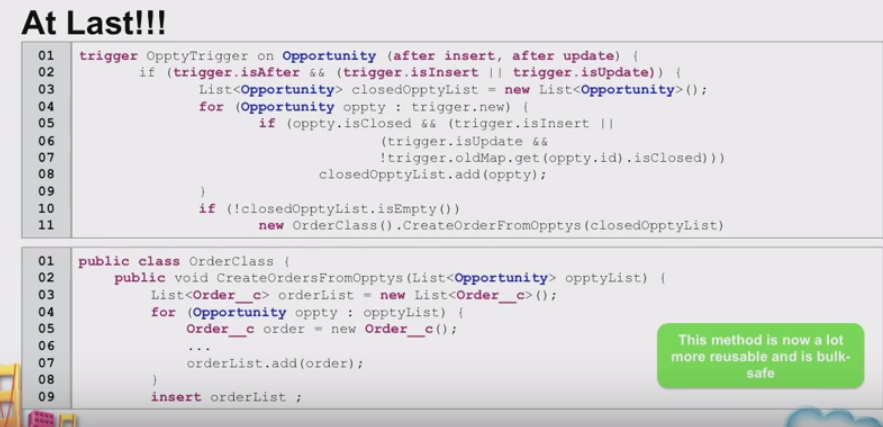 At Last!!!
01 trigger OpptyTrigger on Opportunity (after insert, after update) {
02 if (trigger.isAfter && (trigger.isInsert || trigger.isUpdate)) {
03 List<Opportunity> closedOpptyList = new List<Opportunity>();
04 for (Opportunity oppty : trigger.new) {
05 if (oppty.isClosed && (trigger.isInsert ||
06 (trigger.isUpdate &&
07 !trigger.oldMap.get(oppty.id).isClosed)))
08 closedOpptyList.add(oppty);
09 }
10 if (!closedOpptyList.isEmpty())
11 new OrderClass().CreateOrderFromOpptys(closedOpptyList)
01 public class OrderClass {
02 public void CreateOrdersFromOpptys(List<Opportunity> opptyList) {
03 List<Order__c> orderList = new List<Order__c>();
04 for (Opportunity oppty : opptyList) {
05 Order__c order = new Order__c();
06 ...
07 orderList.add(order);
08 }
09 insert orderList ;
This method is now a lot
more reusable and is bulk-
safe